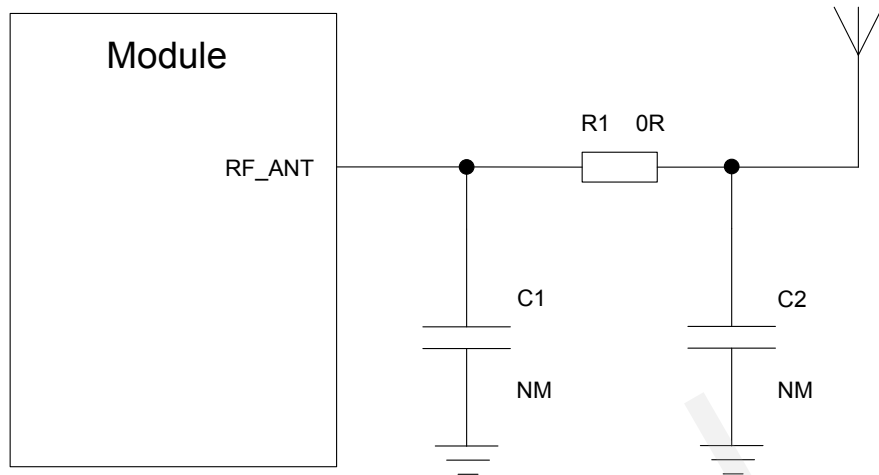 Module
R1 0R
RF_ANT
C1
C2
NM
NM